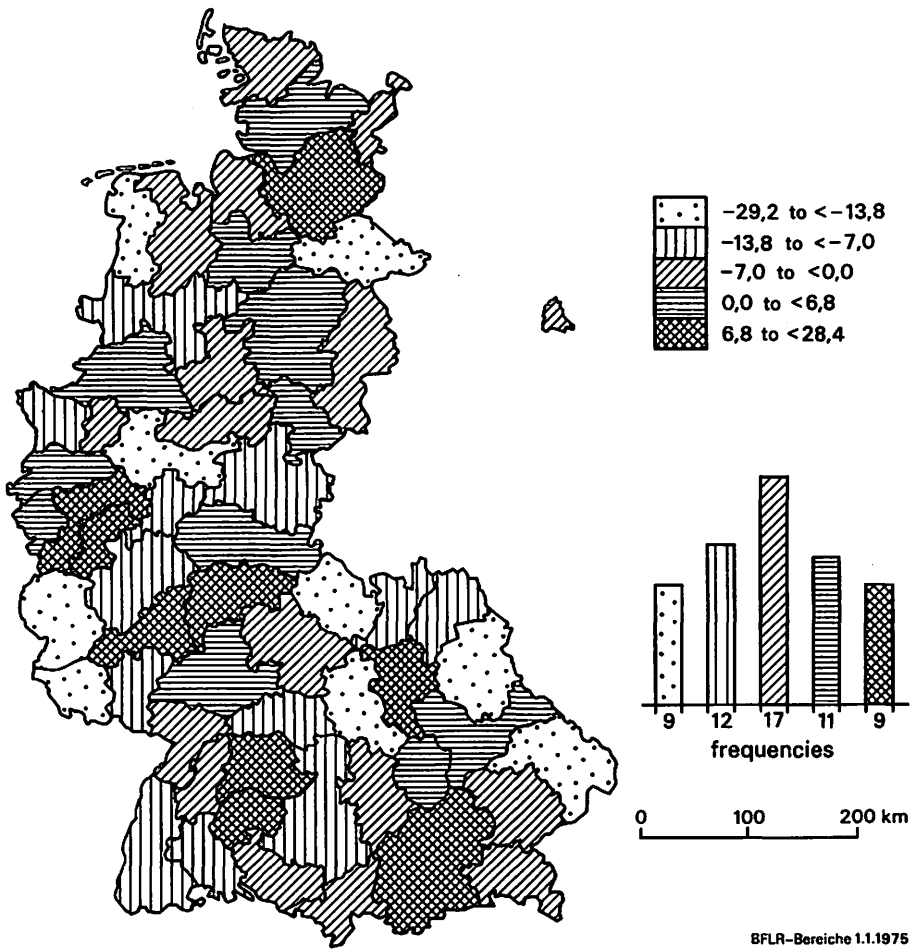 −29,2 to <−13,8
−13,8 to <−7,0
−7,0 to <0,0
0,0 to <6,8
6,8 to <28,4
9 12 17 11 9
frequencies
0 100 200 km
BFLR−Bereiche 1.1.1975